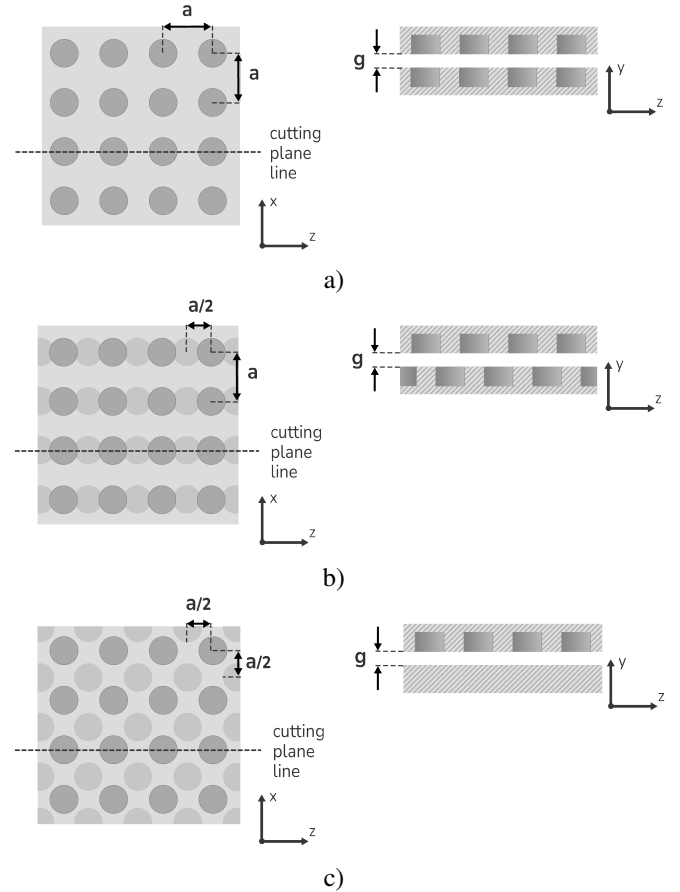 a
a
cutting
plane
line
x
z
g
y
z
a)
a/2
a
cutting
plane
line
x
z
g
y
z
b)
a/2
a/2
cutting
plane
line
x
z
g
y
z
c)